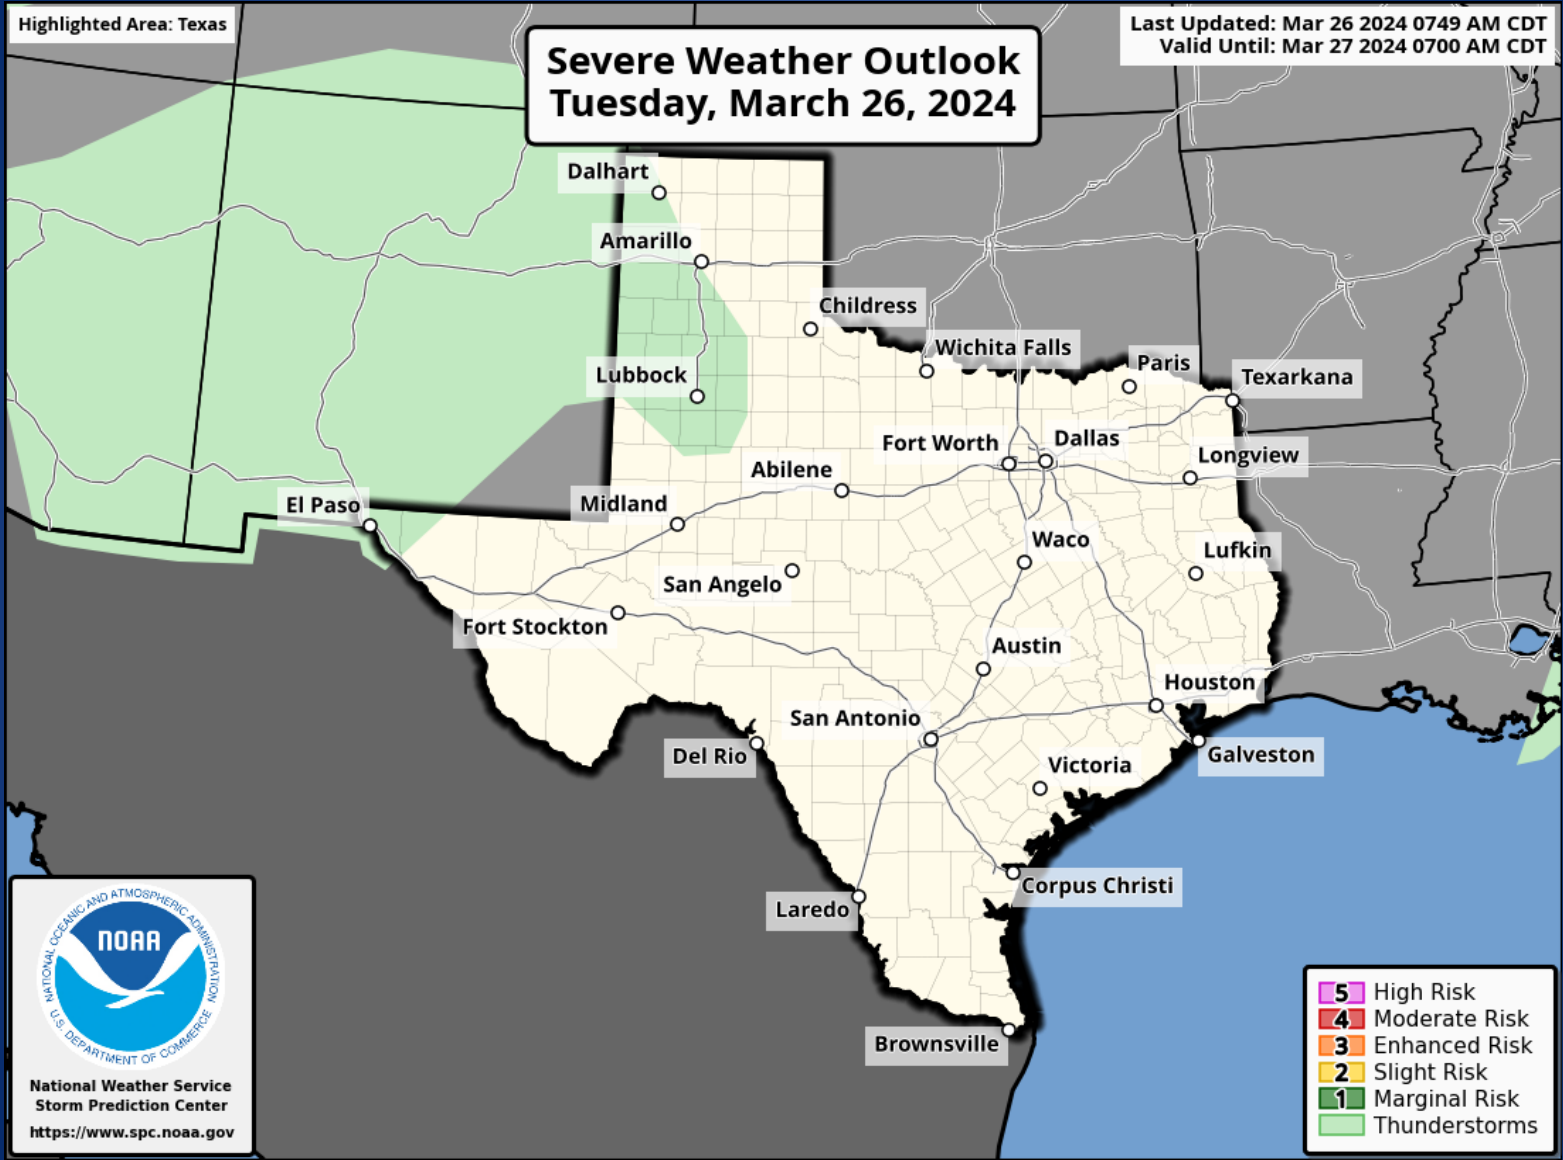 Highlighted Area: Texas
Severe Weather Outlook
Tuesday, March 26, 2024
Last Updated: Mar 26 2024 0749 AM CDT
Valid Until: Mar 27 2024 0700 AM CDT
Dalhart
Amarillo
Childress
Wichita Falls
Paris
Texarkana
Lubbock
Fort Worth
Dallas
Longview
Abilene
El Paso
Midland
Waco
Lufkin
San Angelo
Fort Stockton
Austin
Houston
San Antonio
Del Rio
Galveston
Victoria
Corpus Christi
Laredo
Brownsville
NATIONAL OCEANIC AND ATMOSPHERIC ADMINISTRATION
NOAA
U.S. DEPARTMENT OF COMMERCE
National Weather Service
Storm Prediction Center
https://www.spc.noaa.gov
5 High Risk
4 Moderate Risk
3 Enhanced Risk
2 Slight Risk
1 Marginal Risk
Thunderstorms